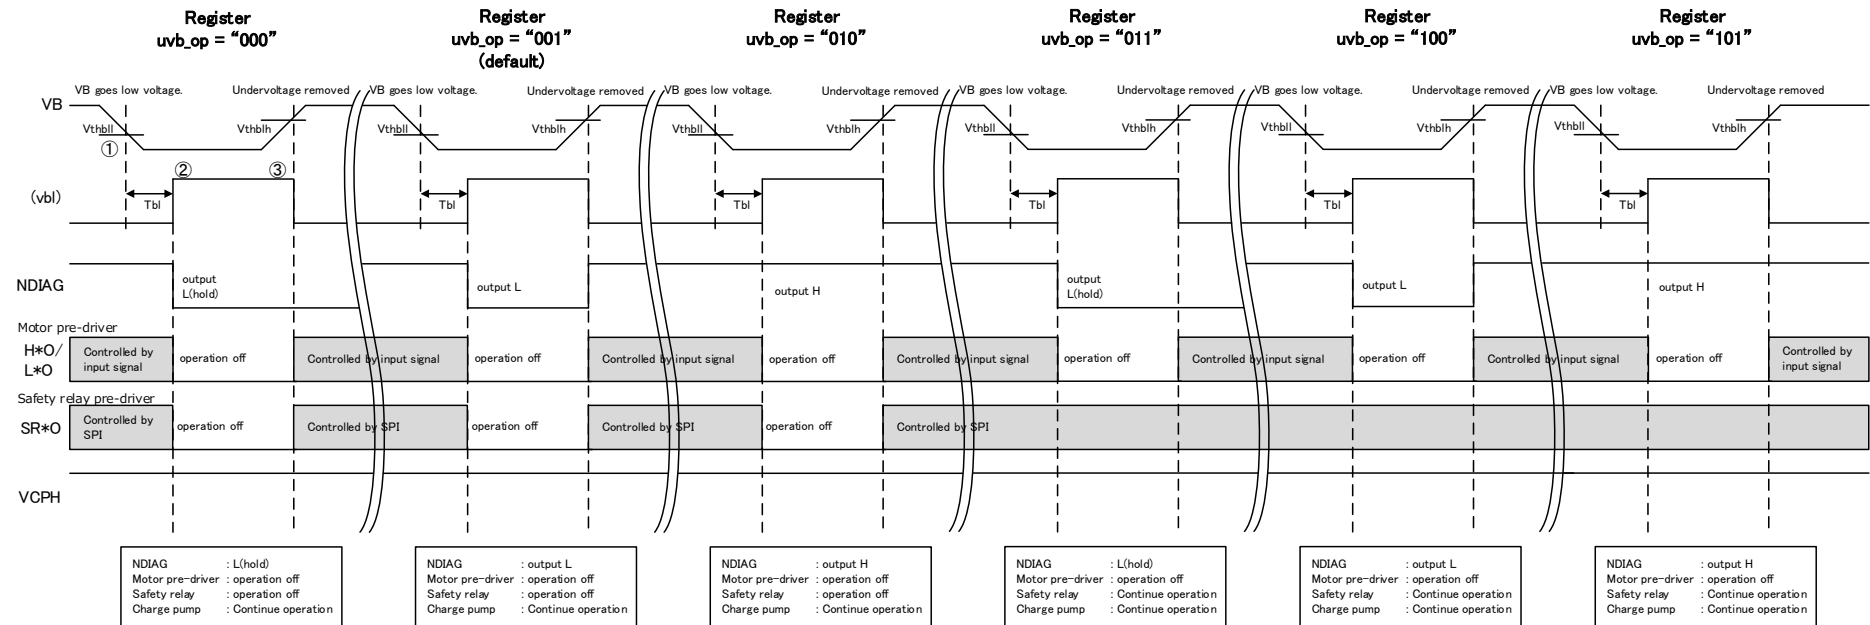 Register
uvb_op = “000”
Register
uvb_op = “001”
(default)
Register
uvb_op = “010”
Register
uvb_op = “011”
Register
uvb_op = “100”
Register
uvb_op = “101”
VB goes low voltage. Undervoltage removed VB goes low voltage. Undervoltage removed VB goes low voltage. Undervoltage removed VB goes low voltage. Undervoltage removed VB goes low voltage. Undervoltage removed VB goes low voltage. Undervoltage removed
VB
Vthbll Vthblh Vthbll Vthblh Vthbll Vthblh Vthbll Vthblh Vthbll Vthblh Vthbll Vthblh
①
② ③
(vbl)
Tbl Tbl Tbl Tbl Tbl Tbl
NDIAG
output
L(hold)
output L
output H
output
L(hold)
output L
output H
Motor pre-driver
H*O/
L*O
Controlled by
input signal
operation off Controlled by input signal operation off Controlled by input signal operation off Controlled by input signal operation off Controlled by input signal operation off Controlled by input signal operation off
Controlled by
input signal
Safety relay pre-driver
SR*O
Controlled by
SPI
operation off Controlled by SPI operation off Controlled by SPI operation off Controlled by SPI
VCPH
NDIAG : L(hold)
Motor pre-driver : operation off
Safety relay : operation off
Charge pump : Continue operation
NDIAG : output L
Motor pre-driver : operation off
Safety relay : operation off
Charge pump : Continue operation
NDIAG : output H
Motor pre-driver : operation off
Safety relay : operation off
Charge pump : Continue operation
NDIAG : L(hold)
Motor pre-driver : operation off
Safety relay : Continue operation
Charge pump : Continue operation
NDIAG : output L
Motor pre-driver : operation off
Safety relay : Continue operation
Charge pump : Continue operation
NDIAG : output H
Motor pre-driver : operation off
Safety relay : Continue operation
Charge pump : Continue operation